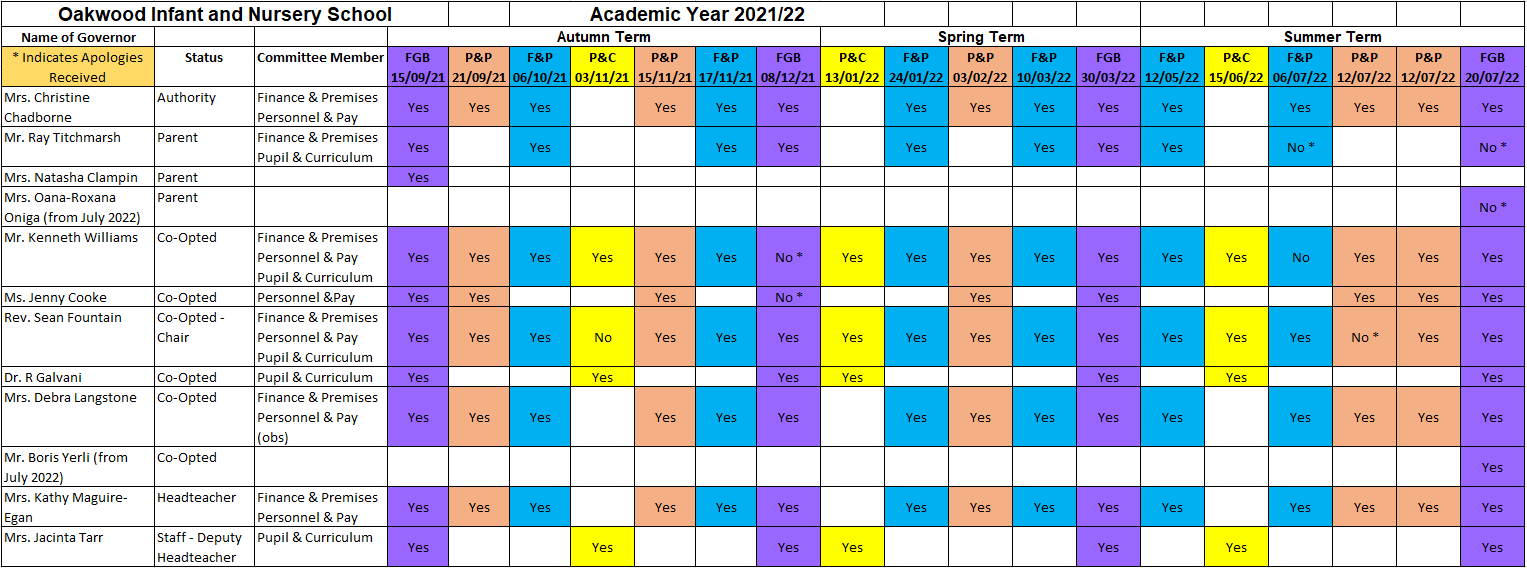 Oakwood Infant and Nursery School Academic Year 2021/22
Name of Governor Autumn Term Spring Term Summer Term
* Indicates Apologies Received Status Committee Member FGB 15/09/21 P&P 21/09/21 F&P 06/10/21 P&C 03/11/21 P&P 15/11/21 F&P 17/11/21 FGB 08/12/21 P&C 13/01/22 F&P 24/01/22 P&P 03/02/22 F&P 10/03/22 FGB 30/03/22 F&P 12/05/22 P&C 15/06/22 F&P 06/07/22 P&P 12/07/22 P&P 12/07/22 FGB 20/07/22
Mrs. Christine Chadborne Authority Finance & Premises Personnel & Pay Yes Yes Yes Yes Yes Yes Yes Yes Yes Yes Yes Yes Yes Yes Yes
Mr. Ray Titchmarsh Parent Finance & Premises Pupil & Curriculum Yes Yes Yes Yes Yes Yes Yes Yes No * No *
Mrs. Natasha Clampin Parent Yes
Mrs. Oana-Roxana Oniga (from July 2022) Parent No *
Mr. Kenneth Williams Co-Opted Finance & Premises Personnel & Pay Pupil & Curriculum Yes Yes Yes Yes Yes Yes No * Yes Yes Yes Yes Yes Yes Yes No Yes Yes Yes
Ms. Jenny Cooke Co-Opted Personnel &Pay Yes Yes Yes No * Yes Yes Yes Yes Yes
Rev. Sean Fountain Co-Opted - Chair Finance & Premises Personnel & Pay Pupil & Curriculum Yes Yes Yes No Yes Yes Yes Yes Yes Yes Yes Yes Yes Yes Yes No * Yes Yes
Dr. R Galvani Co-Opted Pupil & Curriculum Yes Yes Yes Yes Yes Yes Yes
Mrs. Debra Langstone Co-Opted Finance & Premises Personnel & Pay (obs) Yes Yes Yes Yes Yes Yes Yes Yes Yes Yes Yes Yes Yes Yes Yes
Mr. Boris Yerli (from July 2022) Co-Opted Yes
Mrs. Kathy Maguire-Egan Headteacher Finance & Premises Personnel & Pay Yes Yes Yes Yes Yes Yes Yes Yes Yes Yes Yes Yes Yes Yes Yes
Mrs. Jacinta Tarr Staff - Deputy Headteacher Pupil & Curriculum Yes Yes Yes Yes Yes Yes Yes